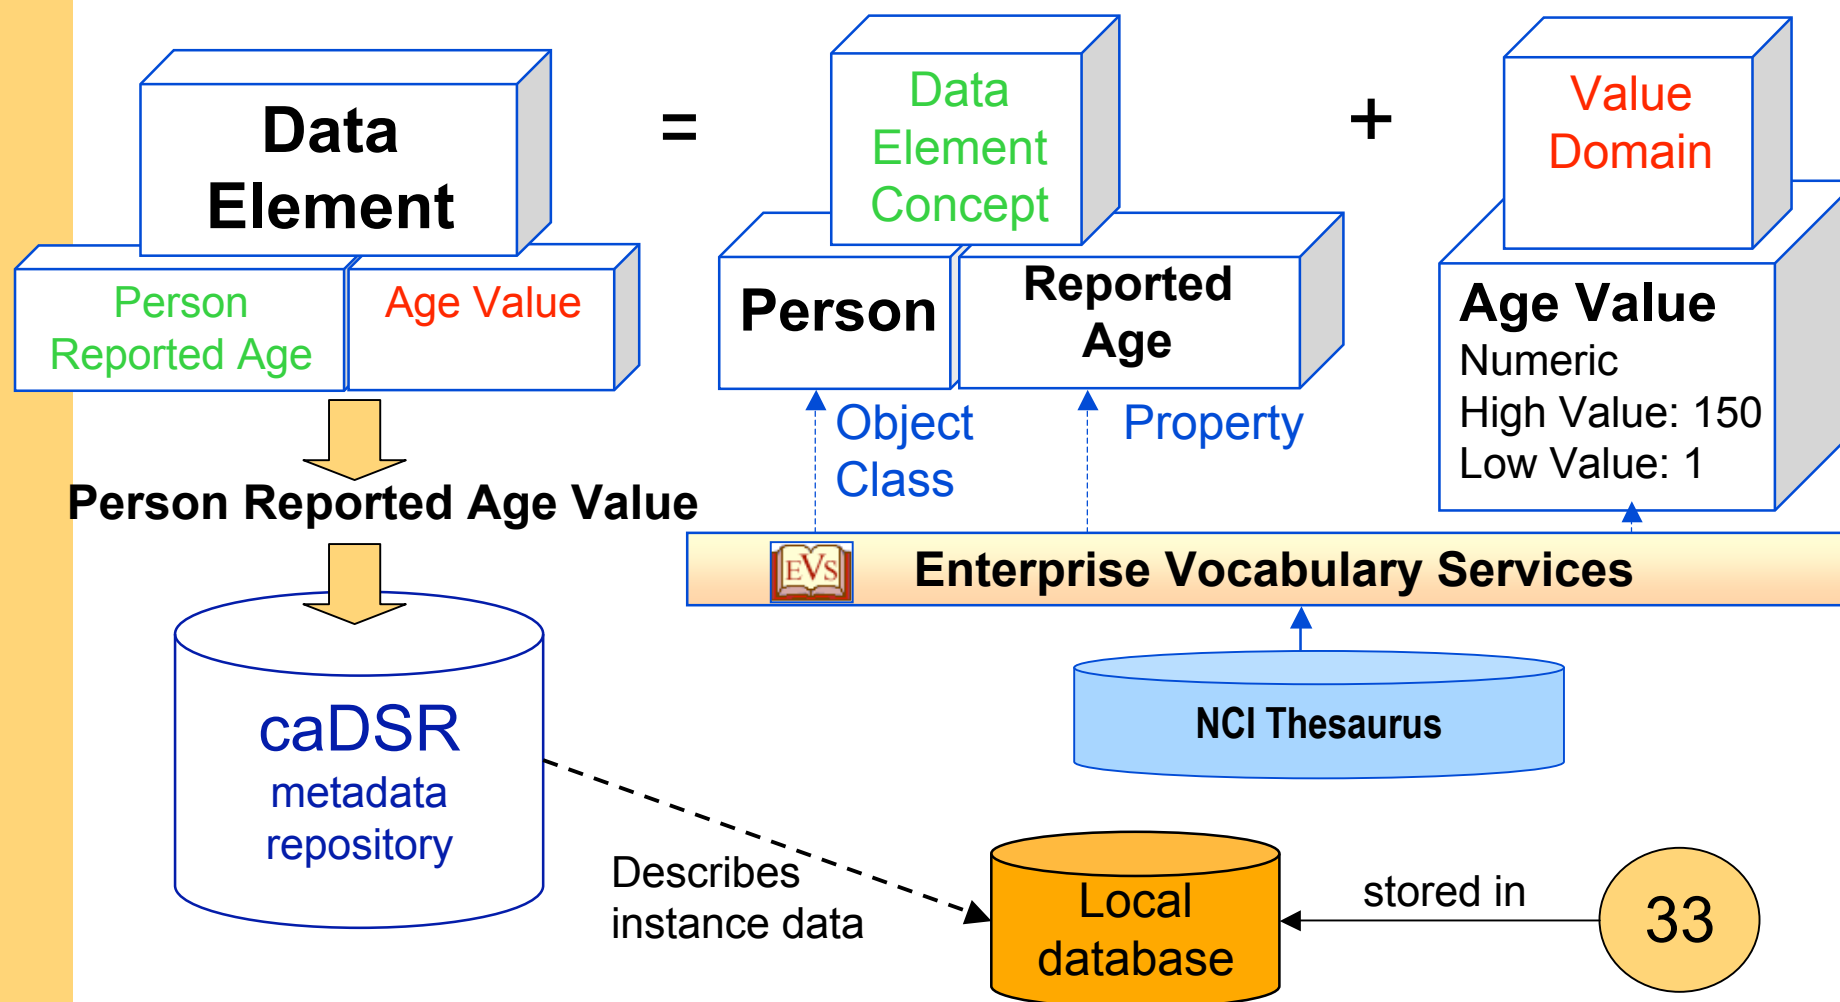 Data
Element
=
Data
Element
Concept
+
Value
Domain
Person
Reported Age
Age Value
Person
Reported
Age
Age Value
Numeric
High Value: 150
Low Value: 1
Object
Class
Property
Person Reported Age Value
EVS
Enterprise Vocabulary Services
NCI Thesaurus
caDSR
metadata
repository
Describes
instance data
Local
database
stored in
33